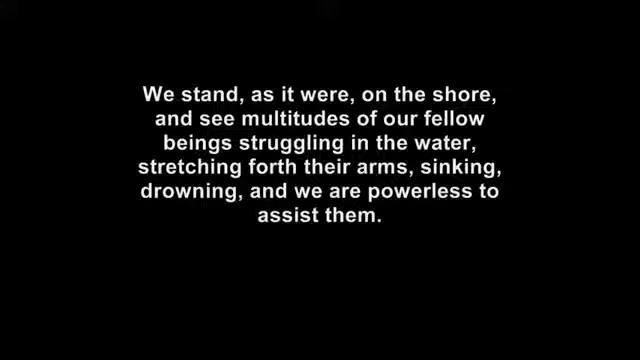 We stand, as it were, on the shore,
and see multitudes of our fellow
beings struggling in the water,
stretching forth their arms, sinking,
drowning, and we are powerless to
assist them.